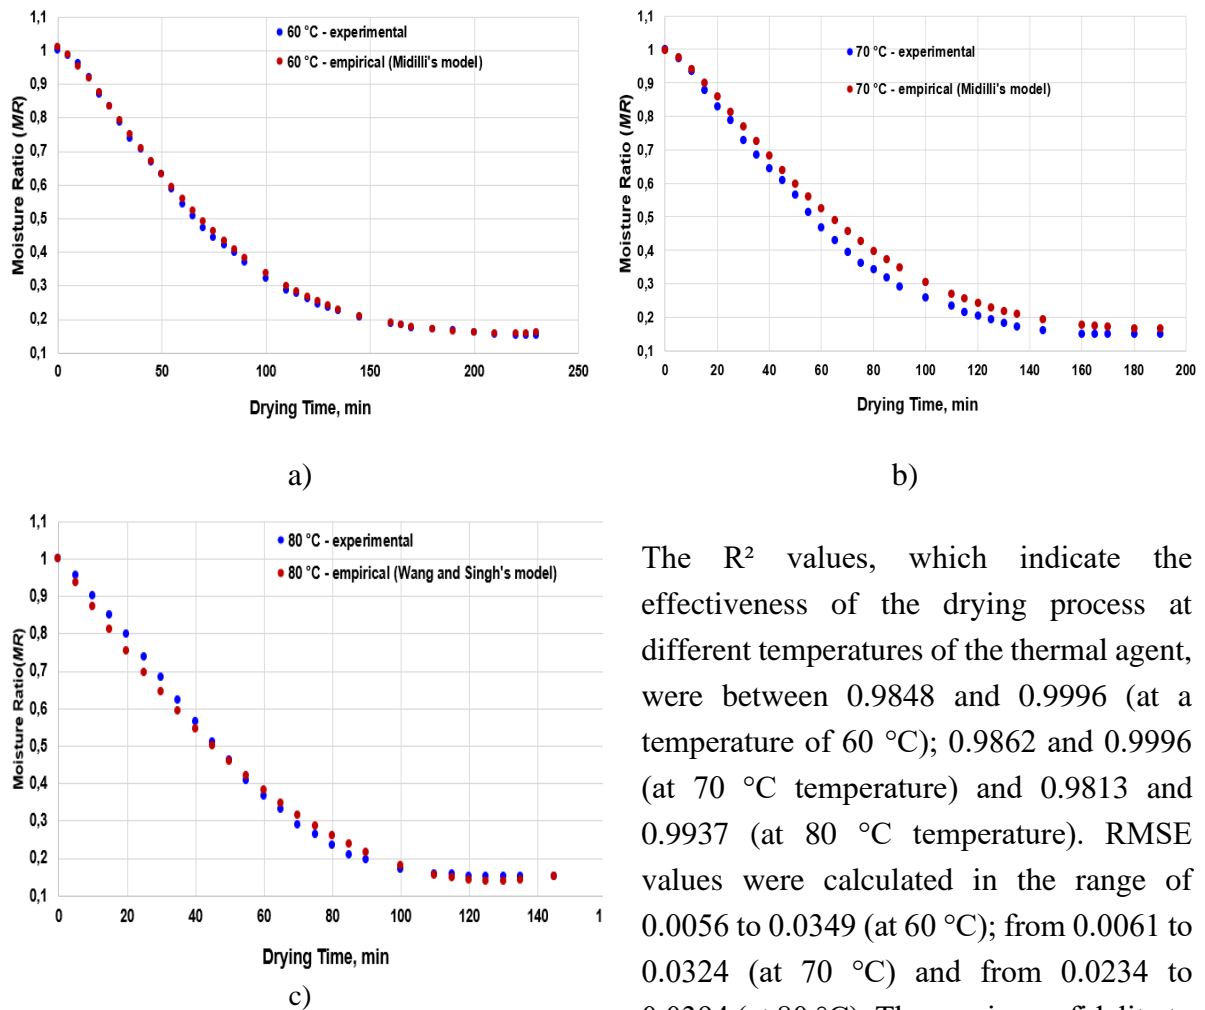 1,1
1
0,9
0,8
0,7
0,6
0,5
0,4
0,3
0,2
0,1
Moisture Ratio (MR)
60 °C - experimental
60 °C - empirical (Midilli's model)
0 50 100 150 200 250
Drying Time, min
a)
1,1
1
0,9
0,8
0,7
0,6
0,5
0,4
0,3
0,2
0,1
Moisture Ratio (MR)
70 °C - experimental
70 °C - empirical (Midilli's model)
0 20 40 60 80 100 120 140 160 180 200
Drying Time, min
b)
1,1
1
0,9
0,8
0,7
0,6
0,5
0,4
0,3
0,2
0,1
Moisture Ratio(MR)
80 °C - experimental
80 °C - empirical (Wang and Singh's model)
0 20 40 60 80 100 120 140 1
Drying Time, min
c)
The R² values, which indicate the
effectiveness of the drying process at
different temperatures of the thermal agent,
were between 0.9848 and 0.9996 (at a
temperature of 60 °C); 0.9862 and 0.9996
(at 70 °C temperature) and 0.9813 and
0.9937 (at 80 °C temperature). RMSE
values were calculated in the range of
0.0056 to 0.0349 (at 60 °C); from 0.0061 to
0.0324 (at 70 °C) and from 0.0234 to